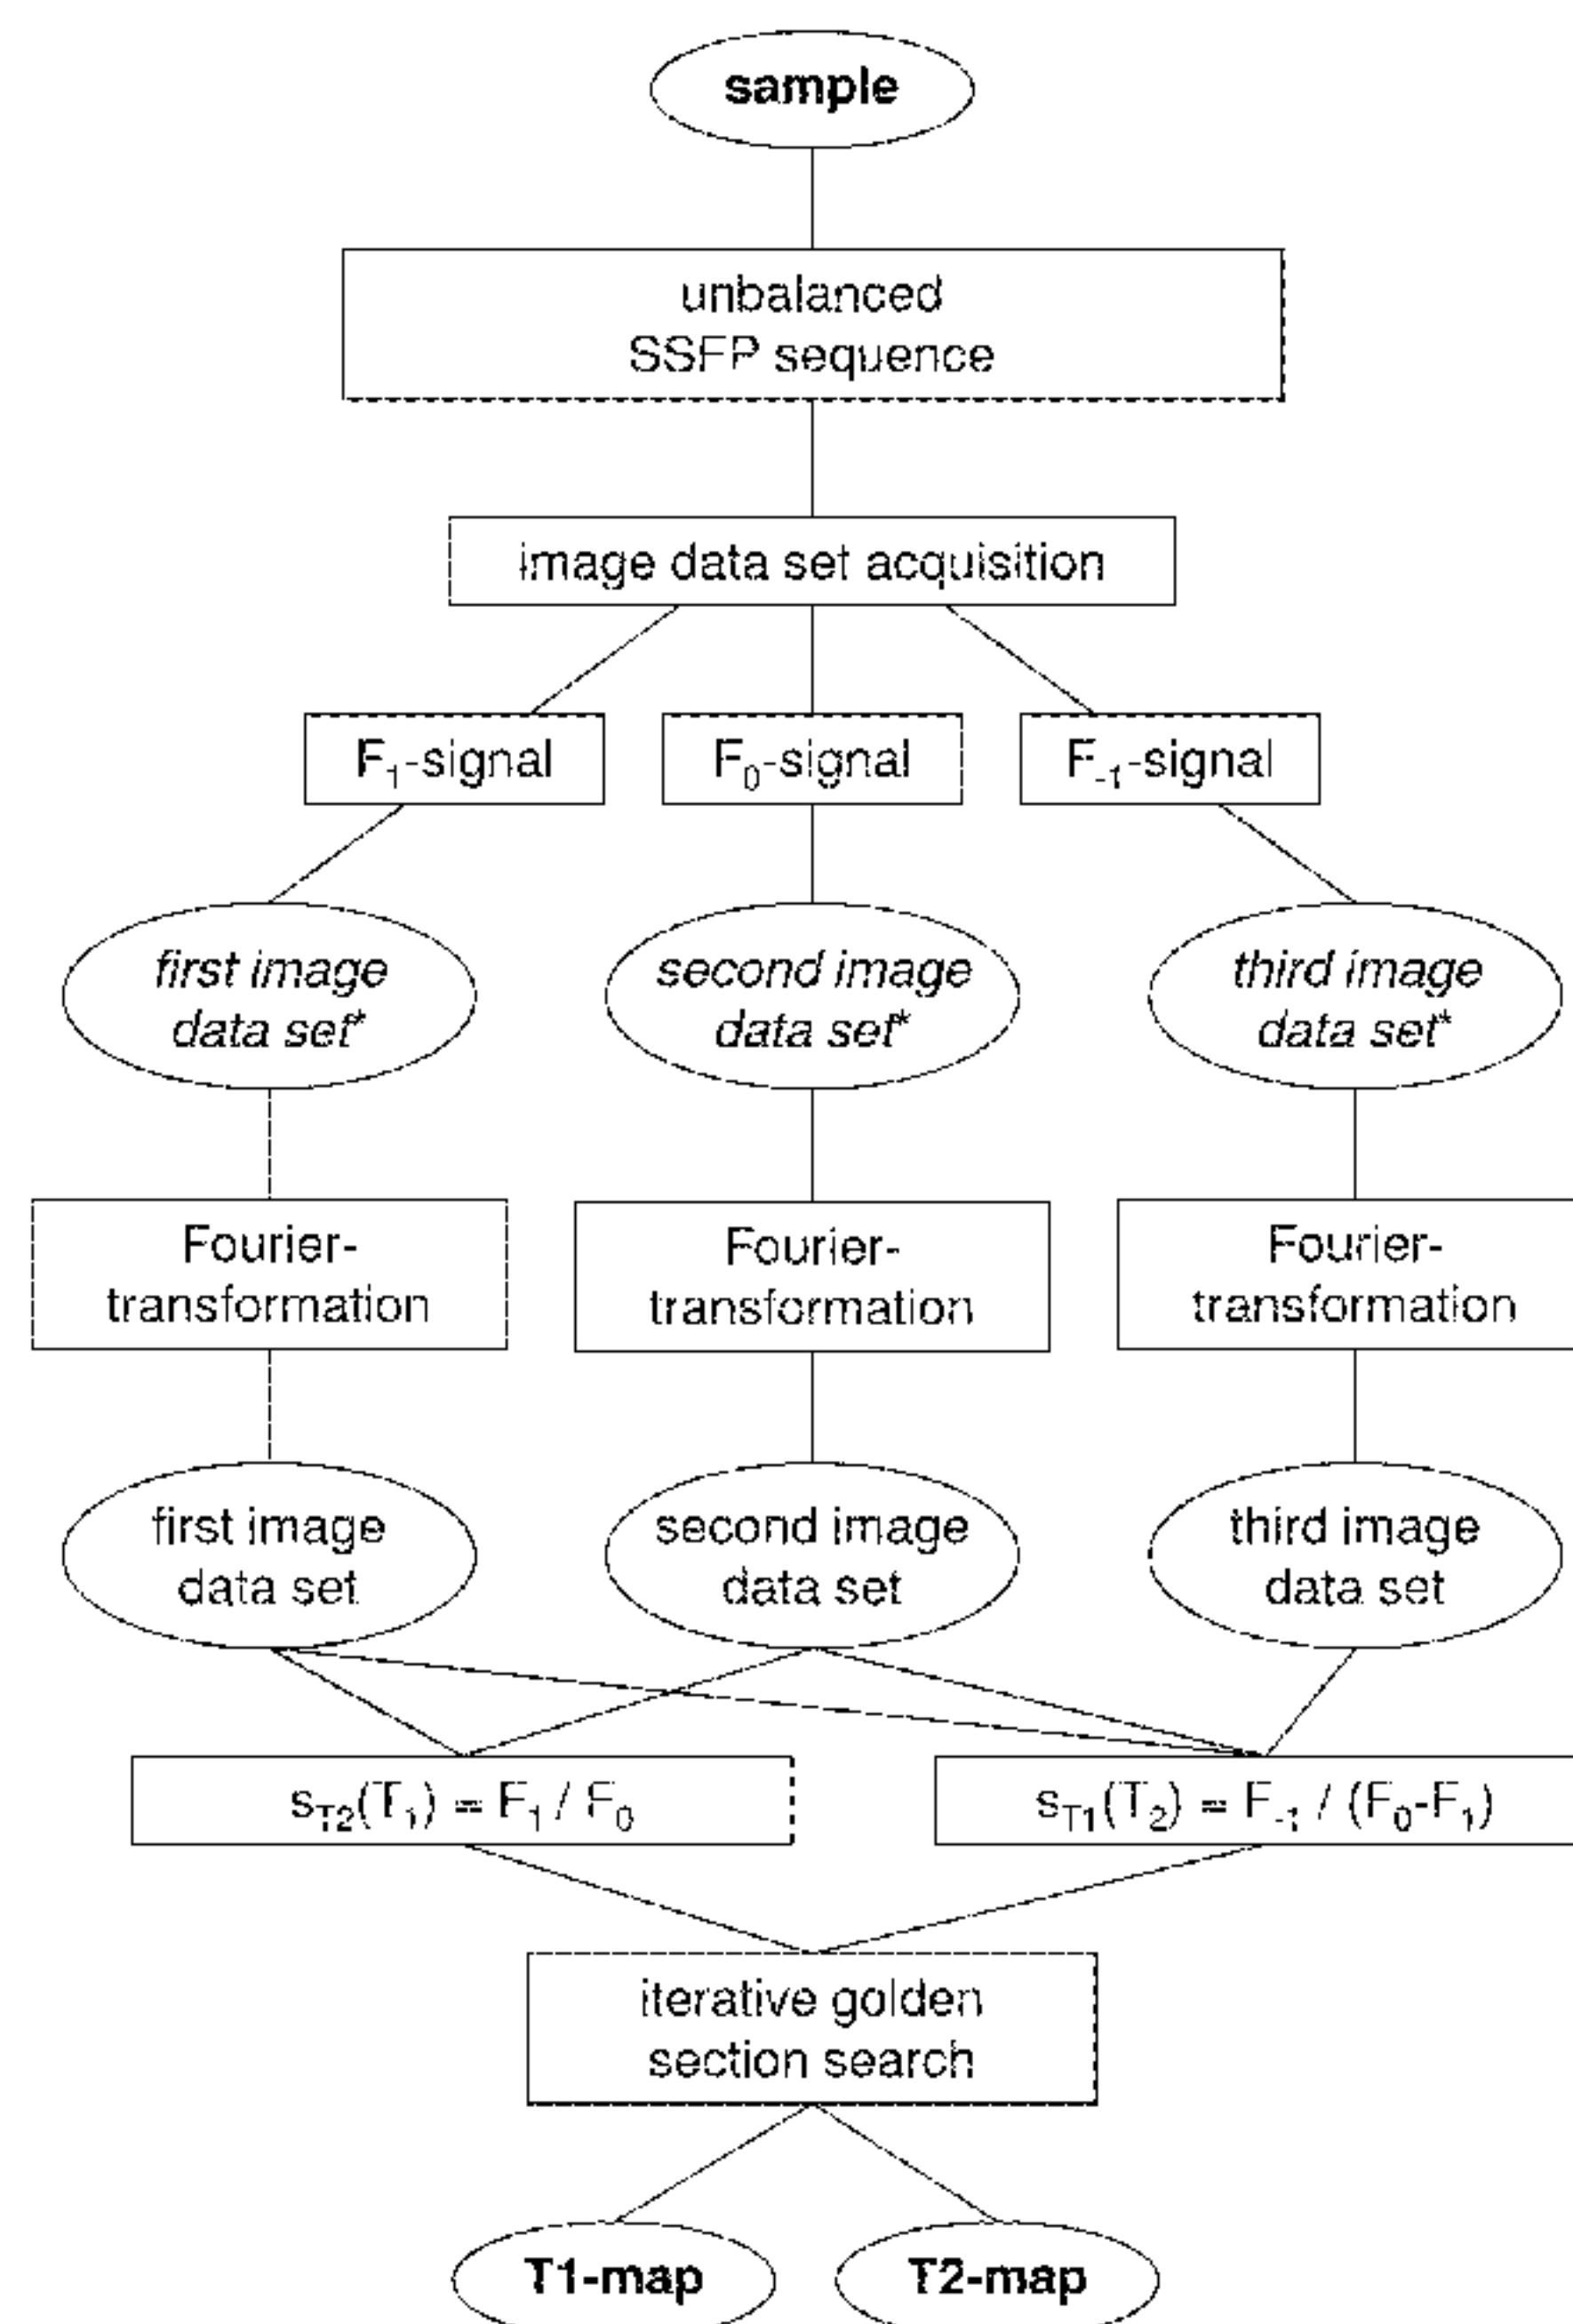 sample
unbalanced
SSFP sequence
image data set acquisition
F₁-signal
F₀-signal
F₋₁-signal
first image
data set*
second image
data set*
third image
data set*
Fourier-
transformation
Fourier-
transformation
Fourier-
transformation
first image
data set
second image
data set
third image
data set
s_T2(T₁) = F₁ / F₀
s_T1(T₂) = F₋₁ / (F₀-F₁)
iterative golden
section search
T1-map
T2-map